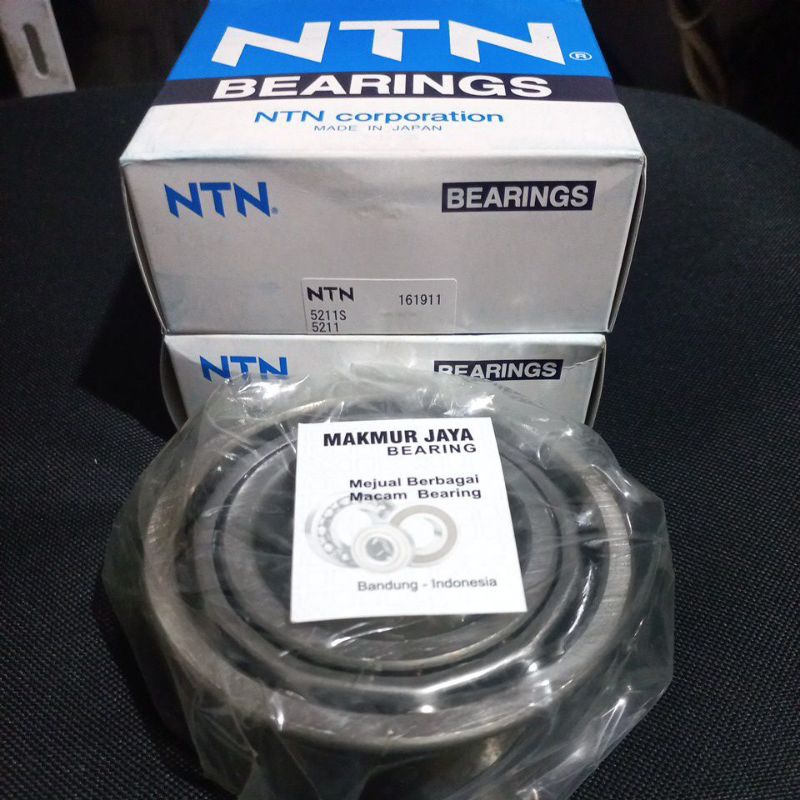 NTN®
BEARINGS
NTN corporation
MADE IN JAPAN
NTN® BEARINGS
NTN 161911
5211S
5211
NTN BEARINGS
MAKMUR JAYA
BEARING
Mejual Berbagai
Macam Bearing
Bandung - Indonesia